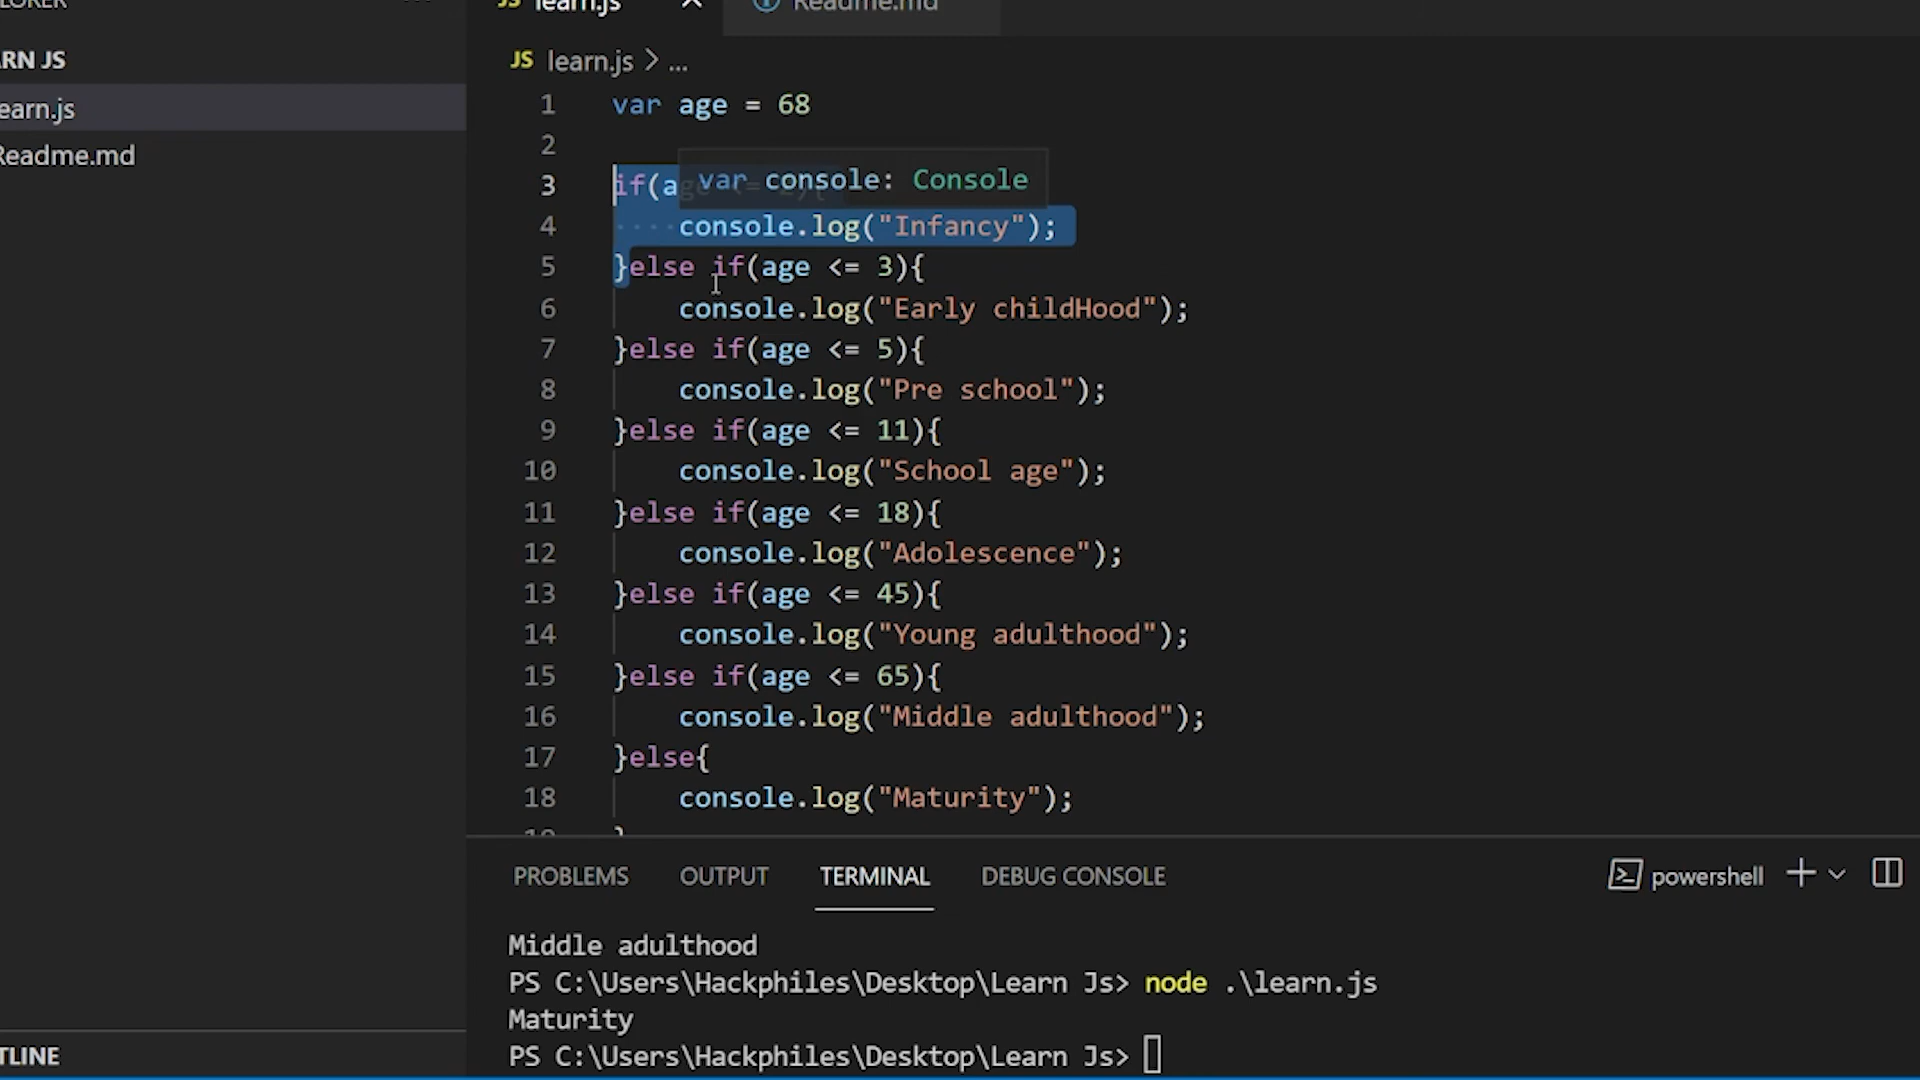 LORER ...
JS learn.js × Readme.md
RN JS
JS learn.js > ...
earn.js
Readme.md
1 var age = 68
2
var console: Console
3 if(age <= 2){
4 ····console.log("Infancy");
5 }else if(age <= 3){
6 console.log("Early childHood");
7 }else if(age <= 5){
8 console.log("Pre school");
9 }else if(age <= 11){
10 console.log("School age");
11 }else if(age <= 18){
12 console.log("Adolescence");
13 }else if(age <= 45){
14 console.log("Young adulthood");
15 }else if(age <= 65){
16 console.log("Middle adulthood");
17 }else{
18 console.log("Maturity");
19 }
PROBLEMS OUTPUT TERMINAL DEBUG CONSOLE powershell
Middle adulthood
PS C:\Users\Hackphiles\Desktop\Learn Js> node .\learn.js
Maturity
PS C:\Users\Hackphiles\Desktop\Learn Js>
TLINE